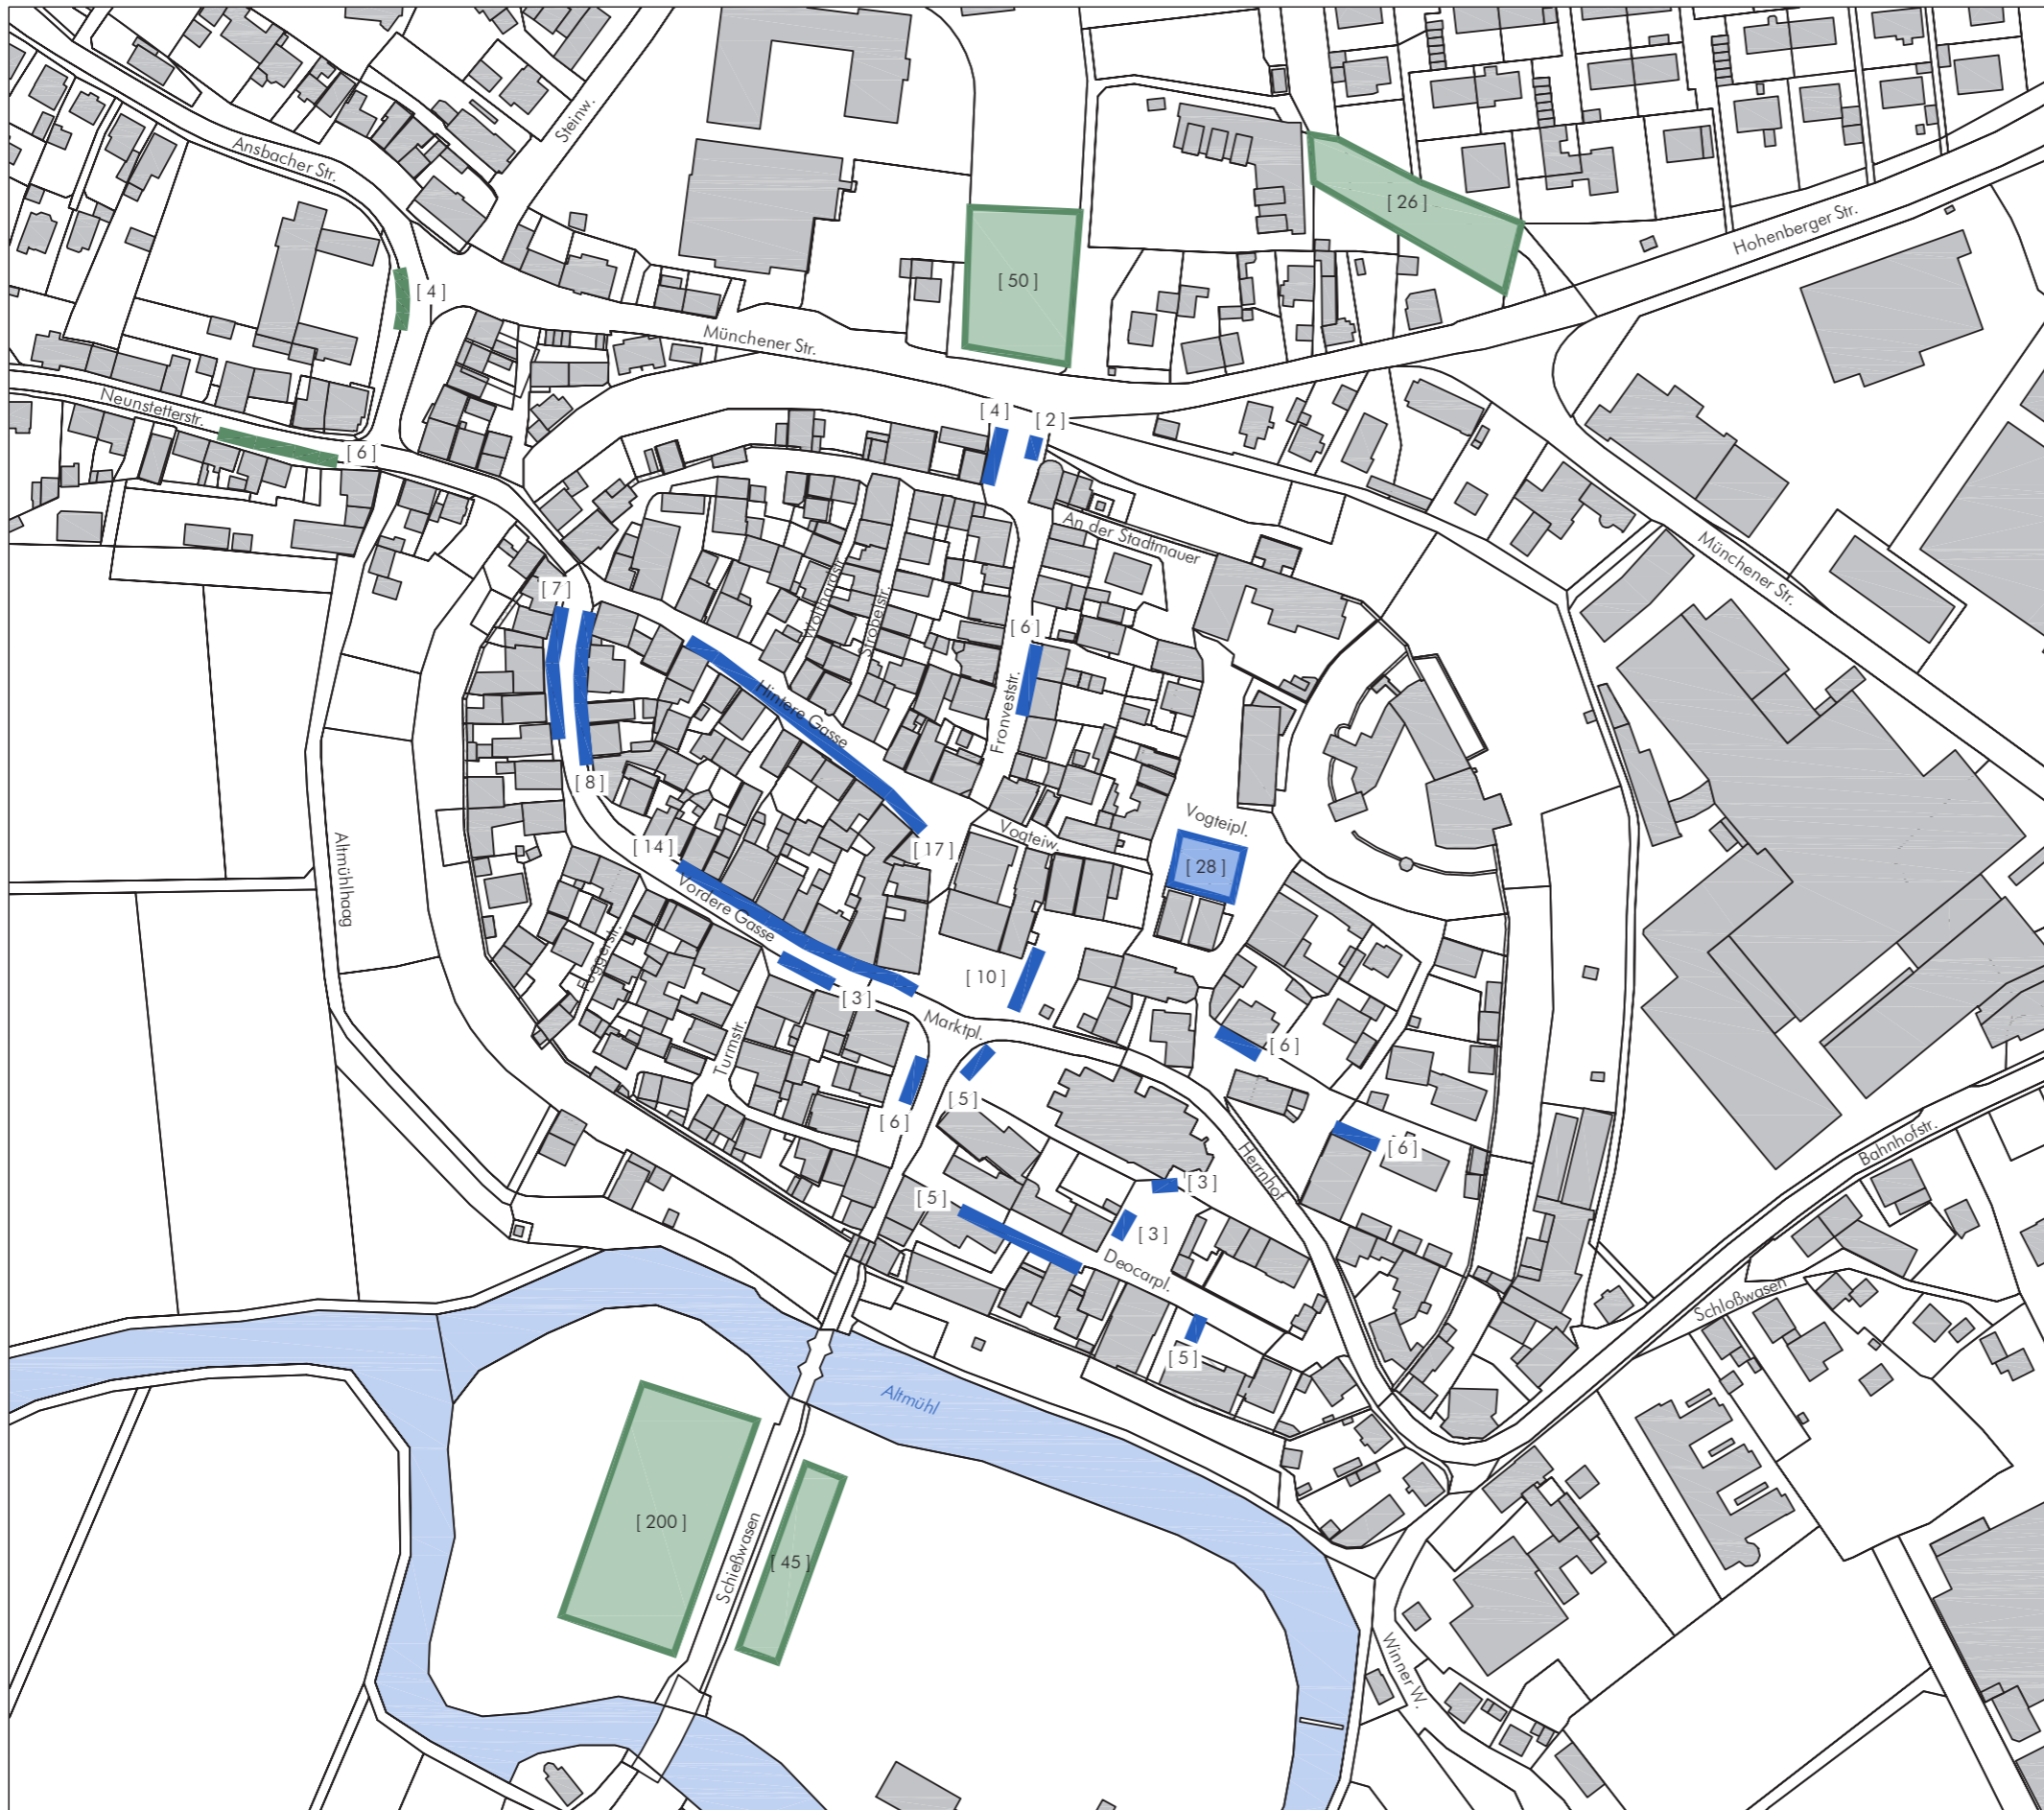 Steinw.
Ansbacher Str.
[ 26 ]
Hohenberger Str.
[ 50 ]
[ 4 ]
Münchener Str.
Neunstetterstr.
[ 4 ]
[ 2 ]
[ 6 ]
An der Stadtmauer
Münchener Str.
[ 7 ]
Strobelstr.
[ 6 ]
Fronveststr.
Hintere Gasse
[ 8 ]
Vogteipl.
Vogteiw.
[ 14 ]
[ 17 ]
[ 28 ]
Altmühlhaag
Vordere Gasse
[ 10 ]
[ 3 ]
Marktpl.
Turmstr.
[ 6 ]
[ 5 ]
[ 6 ]
Herrnhof
[ 6 ]
Bahnhofstr.
[ 3 ]
[ 5 ]
[ 3 ]
Deocarpl.
Schloßwasen
[ 5 ]
Altmühl
[ 200 ]
Schießwasen
[ 45 ]
Winner W.